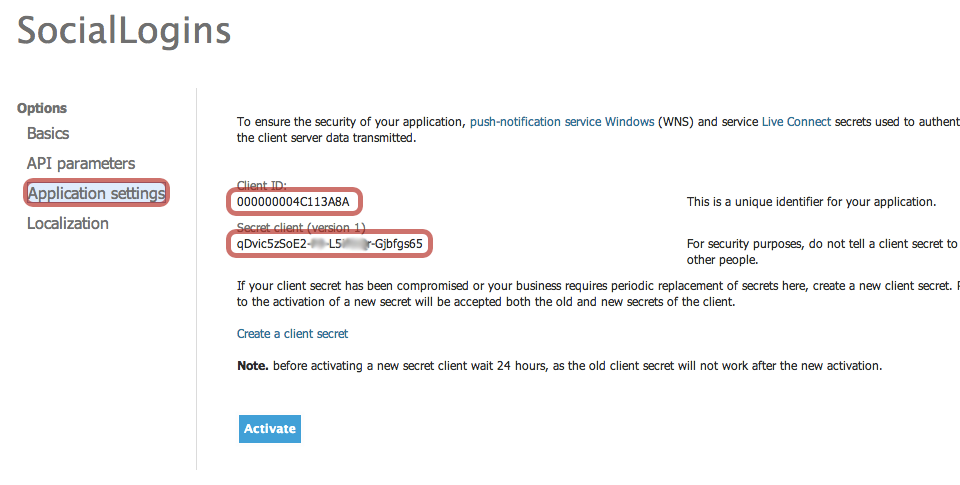 SocialLogins
Options
Basics
API parameters
Application settings
Localization
To ensure the security of your application, push-notification service Windows (WNS) and service Live Connect secrets used to authent
the client server data transmitted.
Client ID:
000000004C113A8A
This is a unique identifier for your application.
Secret client (version 1)
qDvic5zSoE2- -L5 r-Gjbfgs65
For security purposes, do not tell a client secret to
other people.
If your client secret has been compromised or your business requires periodic replacement of secrets here, create a new client secret.
to the activation of a new secret will be accepted both the old and new secrets of the client.
Create a client secret
Note. before activating a new secret client wait 24 hours, as the old client secret will not work after the new activation.
Activate